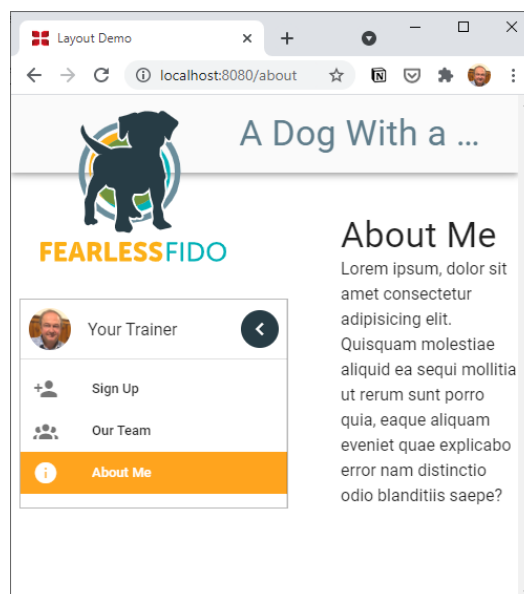 Layout Demo
localhost:8080/about
A Dog With a ...
FEARLESSFIDO
About Me
Lorem ipsum, dolor sit
amet consectetur
adipisicing elit.
Quisquam molestiae
aliquid ea sequi mollitia
ut rerum sunt porro
quia, eaque aliquam
eveniet quae explicabo
error nam distinctio
odio blanditiis saepe?
Your Trainer
Sign Up
Our Team
About Me